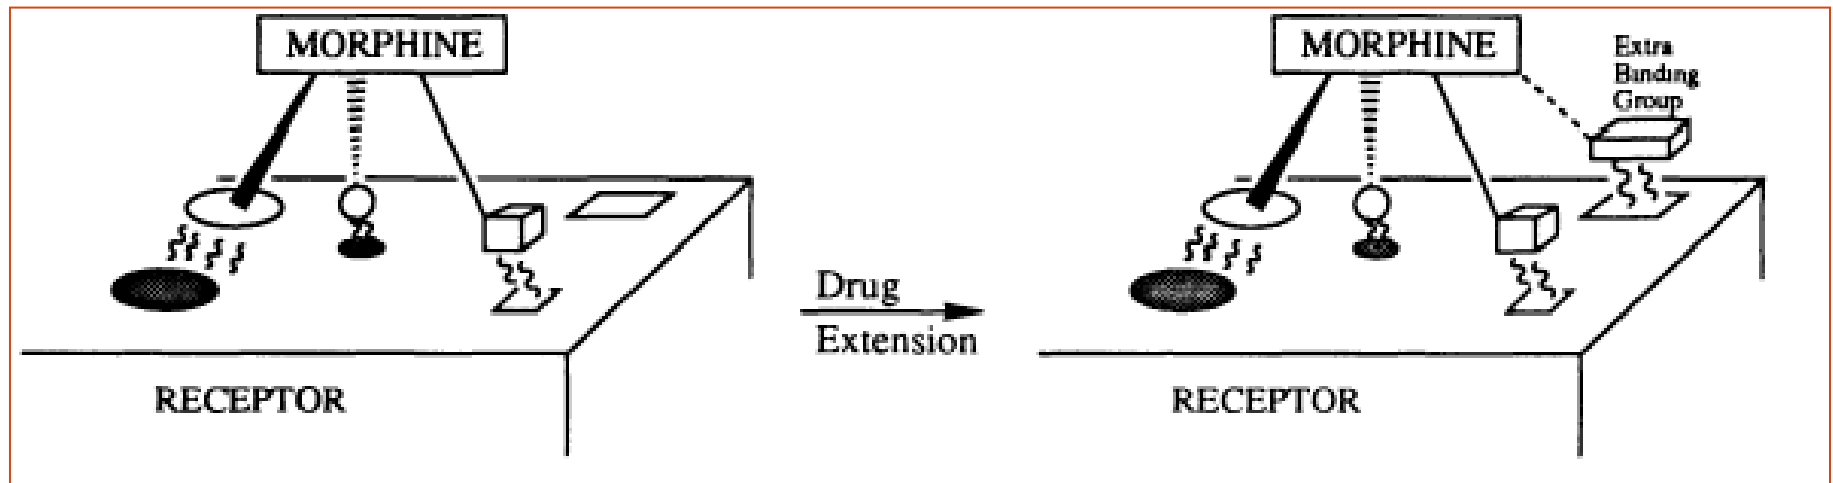 MORPHINE
RECEPTOR
Drug
Extension
MORPHINE
Extra
Binding
Group
RECEPTOR